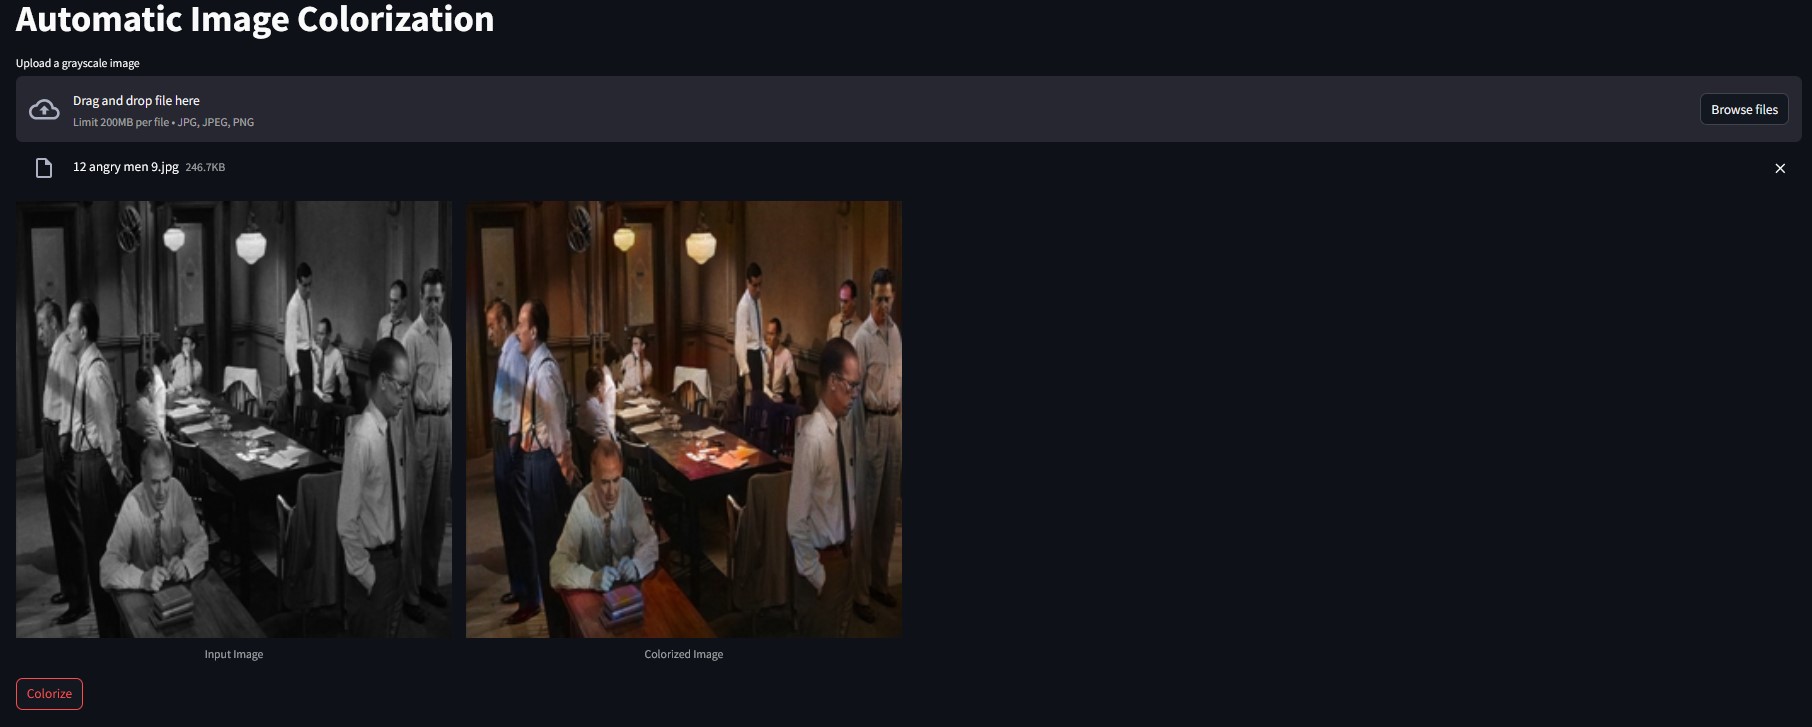 Automatic Image Colorization
Upload a grayscale image
Drag and drop file here
Limit 200MB per file • JPG, JPEG, PNG
Browse files
12 angry men 9.jpg 246.7KB
Input Image
Colorized Image
Colorize